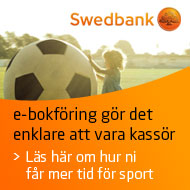 Swedbank
e-bokföring gör det
enklare att vara kassör
> Läs här om hur ni
får mer tid för sport